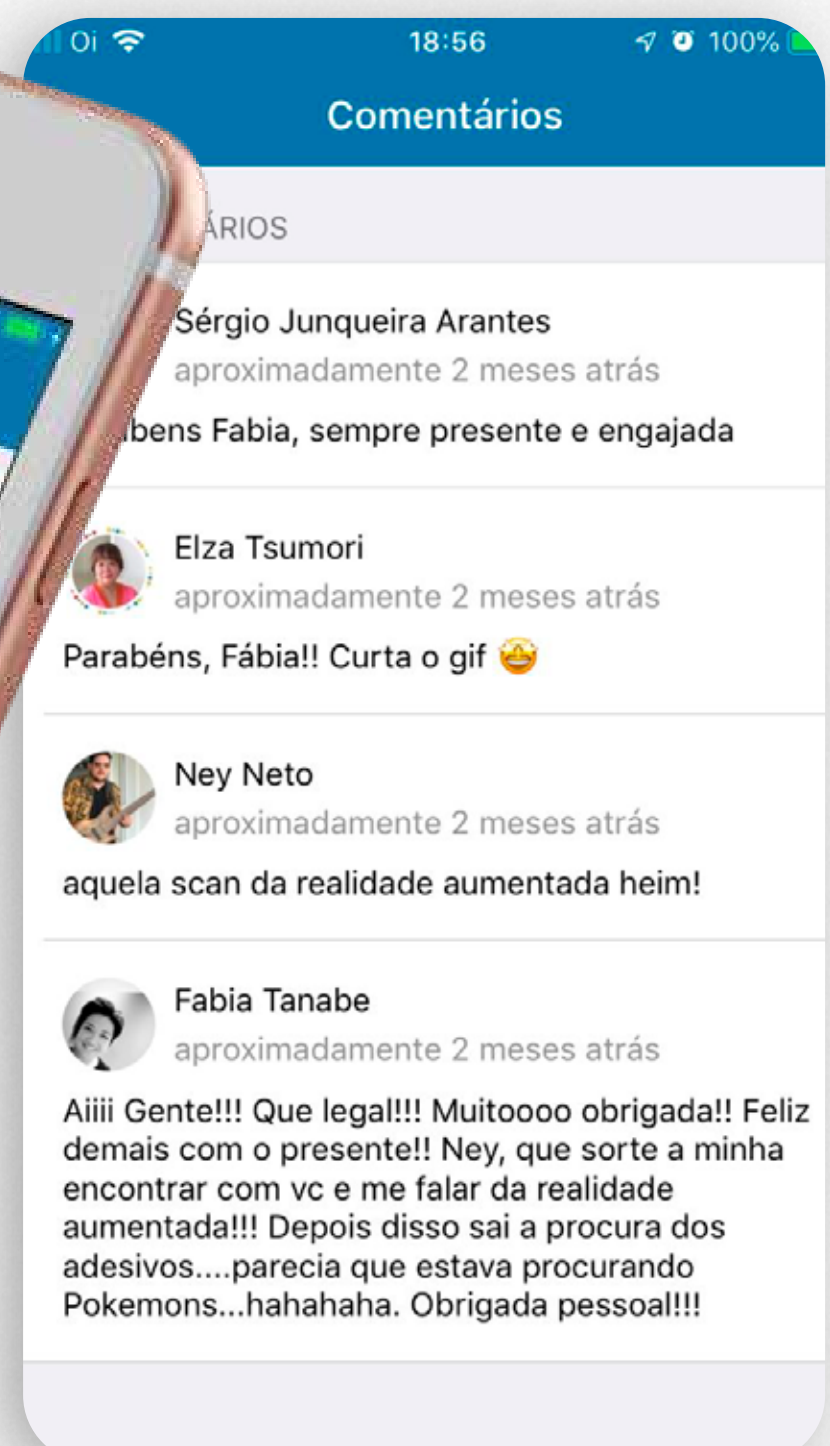 Oi 18:56 100%
Comentários
Sérgio Junqueira Arantes
aproximadamente 2 meses atrás
Fabia, sempre presente e engajada
Elza Tsumori
aproximadamente 2 meses atrás
Parabéns, Fábia!! Curta o gif 🤩
Ney Neto
aproximadamente 2 meses atrás
aquela scan da realidade aumentada heim!
Fabia Tanabe
aproximadamente 2 meses atrás
Aiiii Gente!!! Que legal!!! Muitoooo obrigada!! Feliz
demais com o presente!! Ney, que sorte a minha
encontrar com vc e me falar da realidade
aumentada!!! Depois disso sai a procura dos
adesivos....parecia que estava procurando
Pokemons...hahahaha. Obrigada pessoal!!!